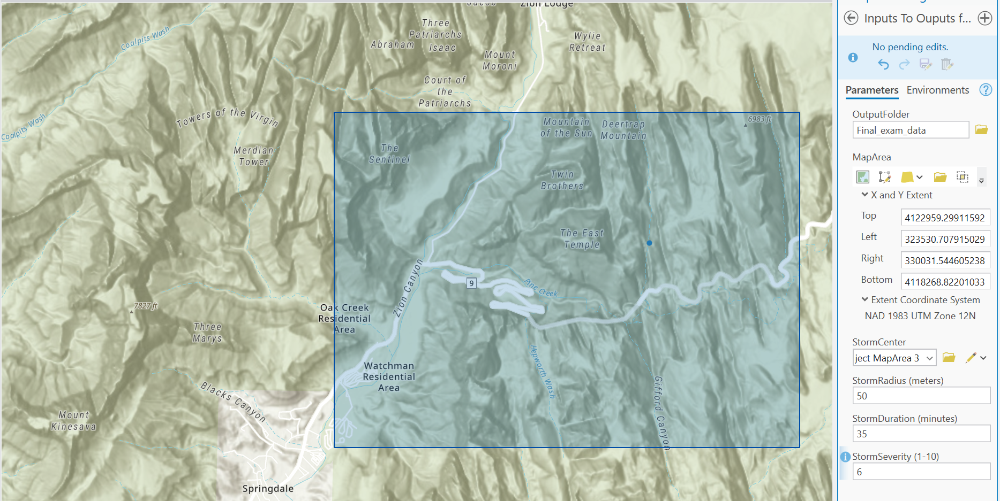 Zion Lodge
Jacob
Coalpits Wash
Three
Patriarchs
Abraham
Isaac
Wylie
Retreat
Mount
Moroni
Court of
the
Patriarchs
Coalpits Wash
Towers of the Virgin
Merdian
Tower
The
Sentinel
Mountain
of the Sun
Deertrap
Mountain
6983 ft
Twin
Brothers
The East
Temple
Zion Canyon
9
Pine Creek
7827 ft
Oak Creek
Residential
Area
Three
Marys
Hepworth Wash
Watchman
Residential
Area
Gifford Canyon
Blacks Canyon
Mount
Kinesava
Springdale
Inputs To Ouputs f...
No pending edits.
Parameters Environments
OutputFolder
Final_exam_data
MapArea
X and Y Extent
Top 4122959.29911592
Left 323530.707915029
Right 330031.544605238
Bottom 4118268.82201033
Extent Coordinate System
NAD 1983 UTM Zone 12N
StormCenter
ject MapArea 3
StormRadius (meters)
50
StormDuration (minutes)
35
StormSeverity (1-10)
6